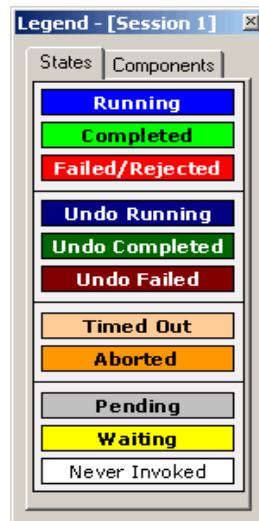 Legend - [Session 1]
States Components
Running
Completed
Failed/Rejected
Undo Running
Undo Completed
Undo Failed
Timed Out
Aborted
Pending
Waiting
Never Invoked